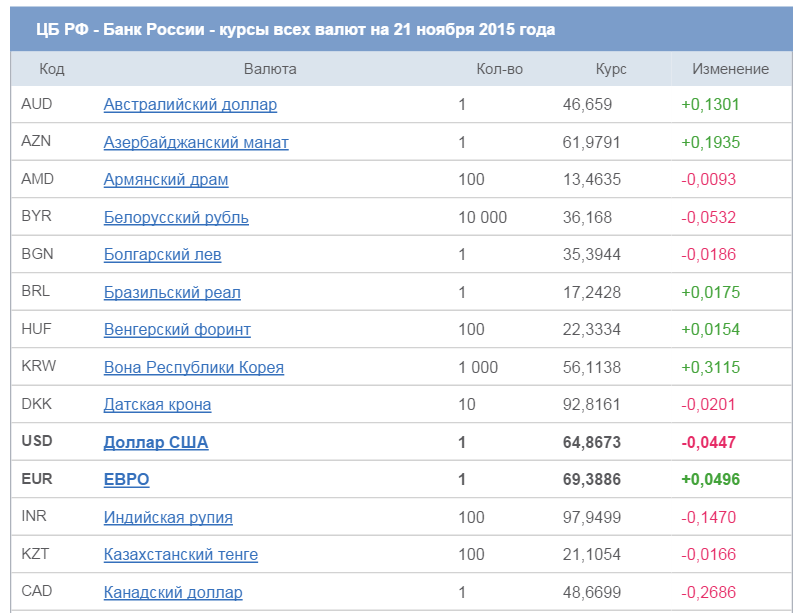 ЦБ РФ - Банк России - курсы всех валют на 21 ноября 2015 года
Код Валюта Кол-во Курс Изменение
AUD Австралийский доллар 1 46,659 +0,1301
AZN Азербайджанский манат 1 61,9791 +0,1935
AMD Армянский драм 100 13,4635 -0,0093
BYR Белорусский рубль 10 000 36,168 -0,0532
BGN Болгарский лев 1 35,3944 -0,0186
BRL Бразильский реал 1 17,2428 +0,0175
HUF Венгерский форинт 100 22,3334 +0,0154
KRW Вона Республики Корея 1 000 56,1138 +0,3115
DKK Датская крона 10 92,8161 -0,0201
USD Доллар США 1 64,8673 -0,0447
EUR ЕВРО 1 69,3886 +0,0496
INR Индийская рупия 100 97,9499 -0,1470
KZT Казахстанский тенге 100 21,1054 -0,0166
CAD Канадский доллар 1 48,6699 -0,2686